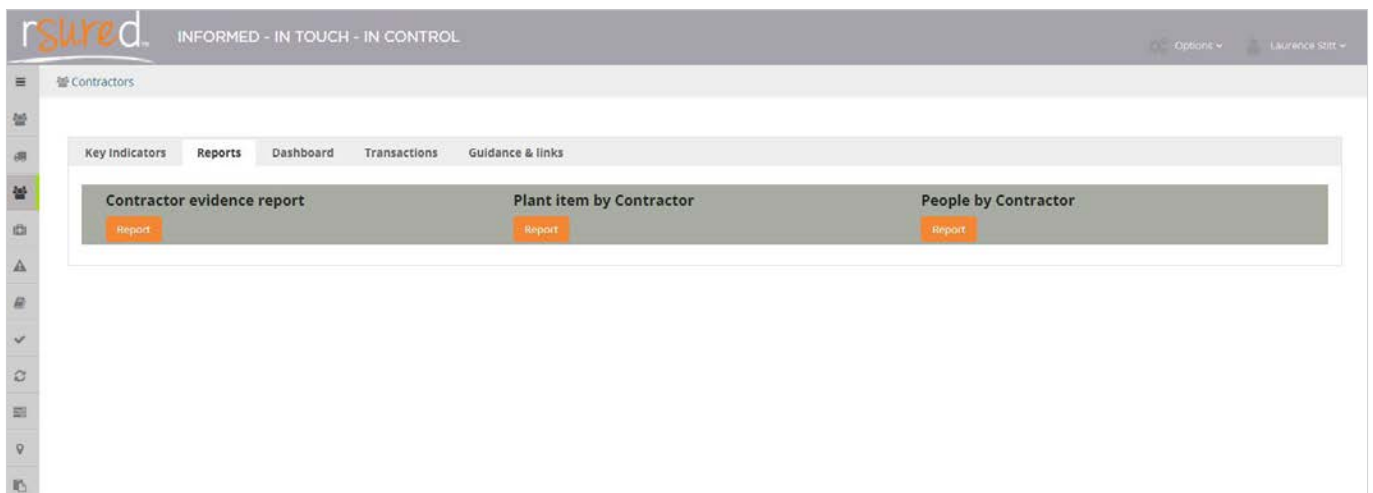 rsured™ INFORMED - IN TOUCH - IN CONTROL
Options Laurence Stitt
Contractors
Key Indicators Reports Dashboard Transactions Guidance & links
Contractor evidence report Plant item by Contractor People by Contractor
Report Report Report